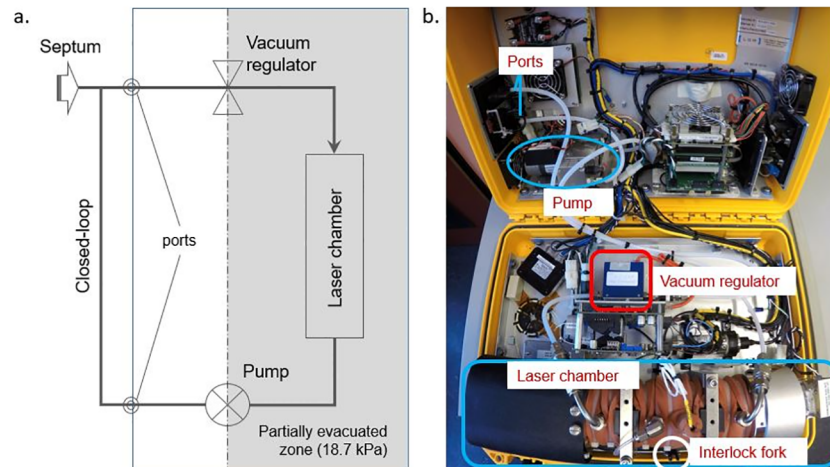 a.
Septum
Vacuum
regulator
Closed-loop
ports
Laser chamber
Pump
Partially evacuated
zone (18.7 kPa)
b.
Ports
Pump
Vacuum regulator
Laser chamber
Interlock fork